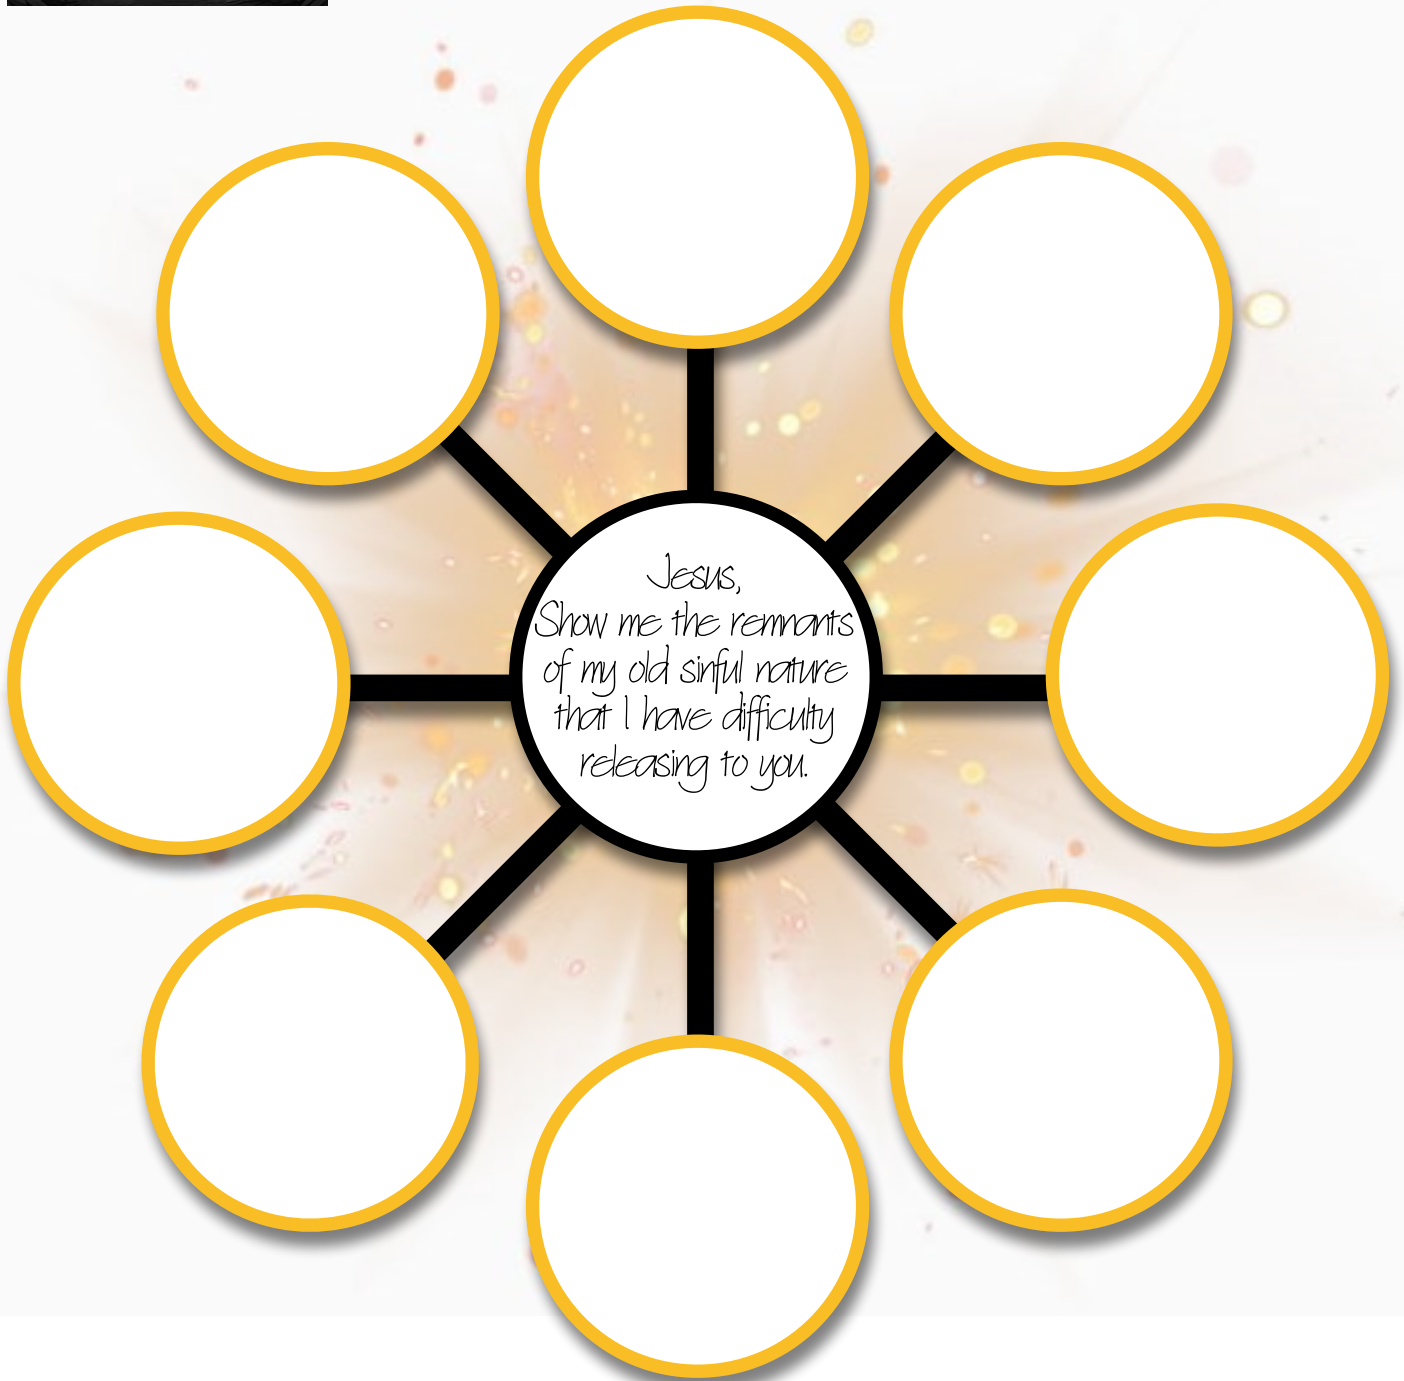 Jesus,
Show me the remnants
of my old sinful nature
that I have difficulty
releasing to you.